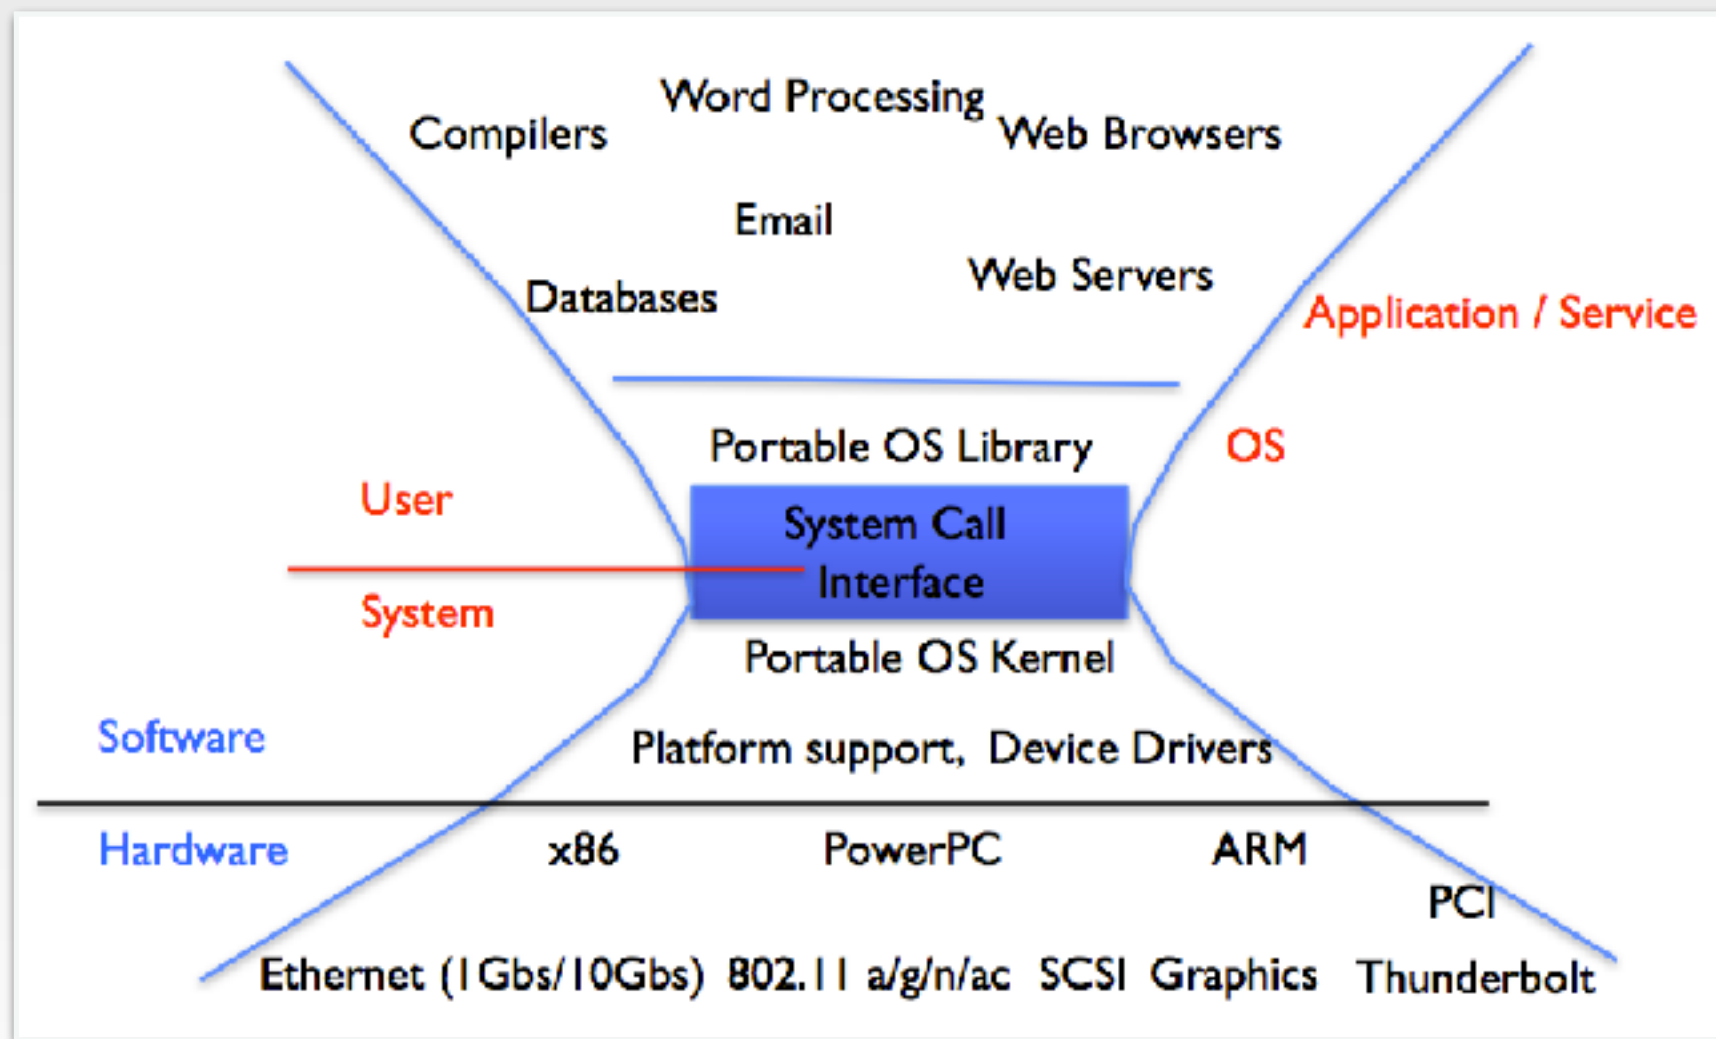 Word Processing
Compilers
Web Browsers
Email
Web Servers
Databases
Application / Service
Portable OS Library
OS
User
System Call
Interface
System
Portable OS Kernel
Software
Platform support, Device Drivers
Hardware
x86
PowerPC
ARM
PCI
Ethernet (1Gbs/10Gbs) 802.11 a/g/n/ac SCSI Graphics Thunderbolt